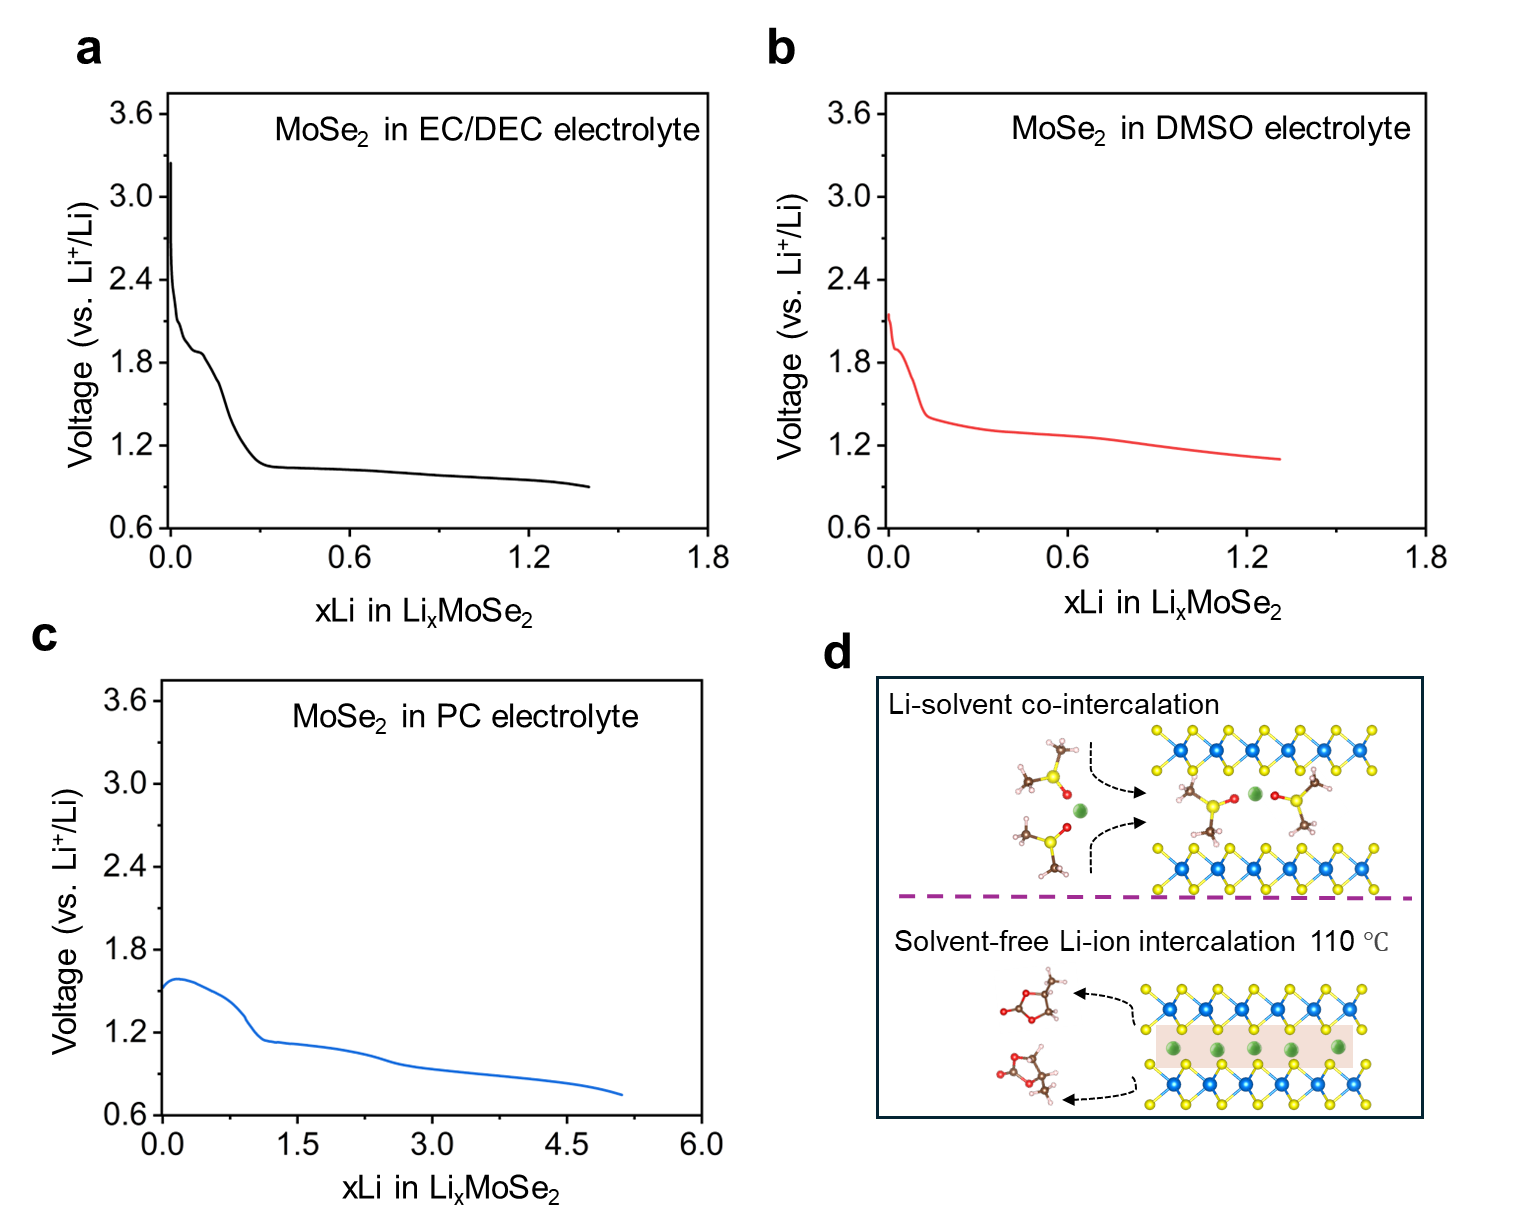 a
MoSe₂ in EC/DEC electrolyte
3.6
3.0
2.4
1.8
1.2
0.6
Voltage (vs. Li⁺/Li)
0.0 0.6 1.2 1.8
xLi in LiₓMoSe₂
b
MoSe₂ in DMSO electrolyte
3.6
3.0
2.4
1.8
1.2
0.6
Voltage (vs. Li⁺/Li)
0.0 0.6 1.2 1.8
xLi in LiₓMoSe₂
c
MoSe₂ in PC electrolyte
3.6
3.0
2.4
1.8
1.2
0.6
Voltage (vs. Li⁺/Li)
0.0 1.5 3.0 4.5 6.0
xLi in LiₓMoSe₂
d
Li-solvent co-intercalation
Solvent-free Li-ion intercalation 110 ℃